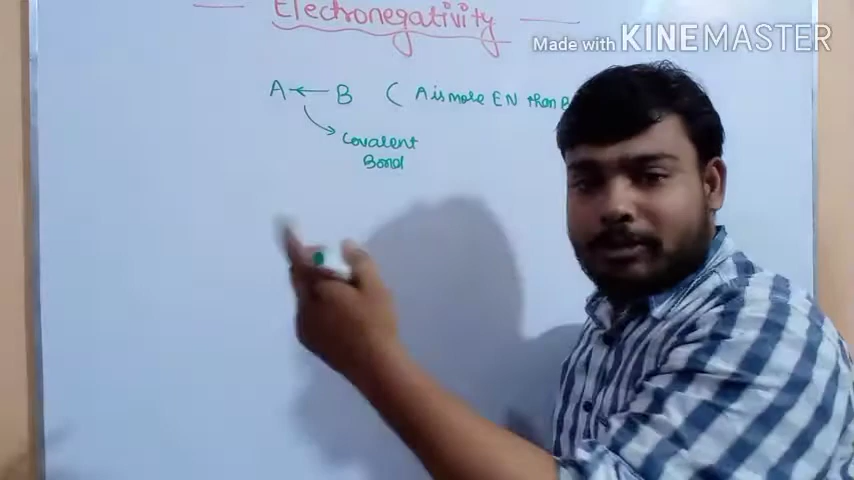 Electronegativity
Made with KINEMASTER
A ← B ( A is more EN than B
Covalent
Bond